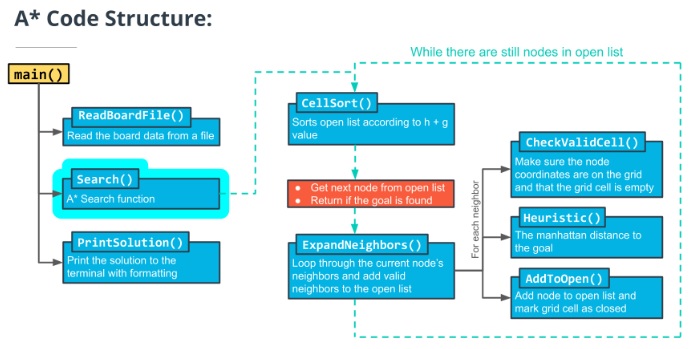 A* Code Structure:
While there are still nodes in open list
main()
ReadBoardFile()
Read the board data from a file
Search()
A* Search function
PrintSolution()
Print the solution to the
terminal with formatting
CellSort()
Sorts open list according to h + g
value
● Get next node from open list
● Return if the goal is found
ExpandNeighbors()
Loop through the current node's
neighbors and add valid
neighbors to the open list
For each neighbor
CheckValidCell()
Make sure the node
coordinates are on the grid
and that the grid cell is empty
Heuristic()
The manhattan distance to
the goal
AddToOpen()
Add node to open list and
mark grid cell as closed